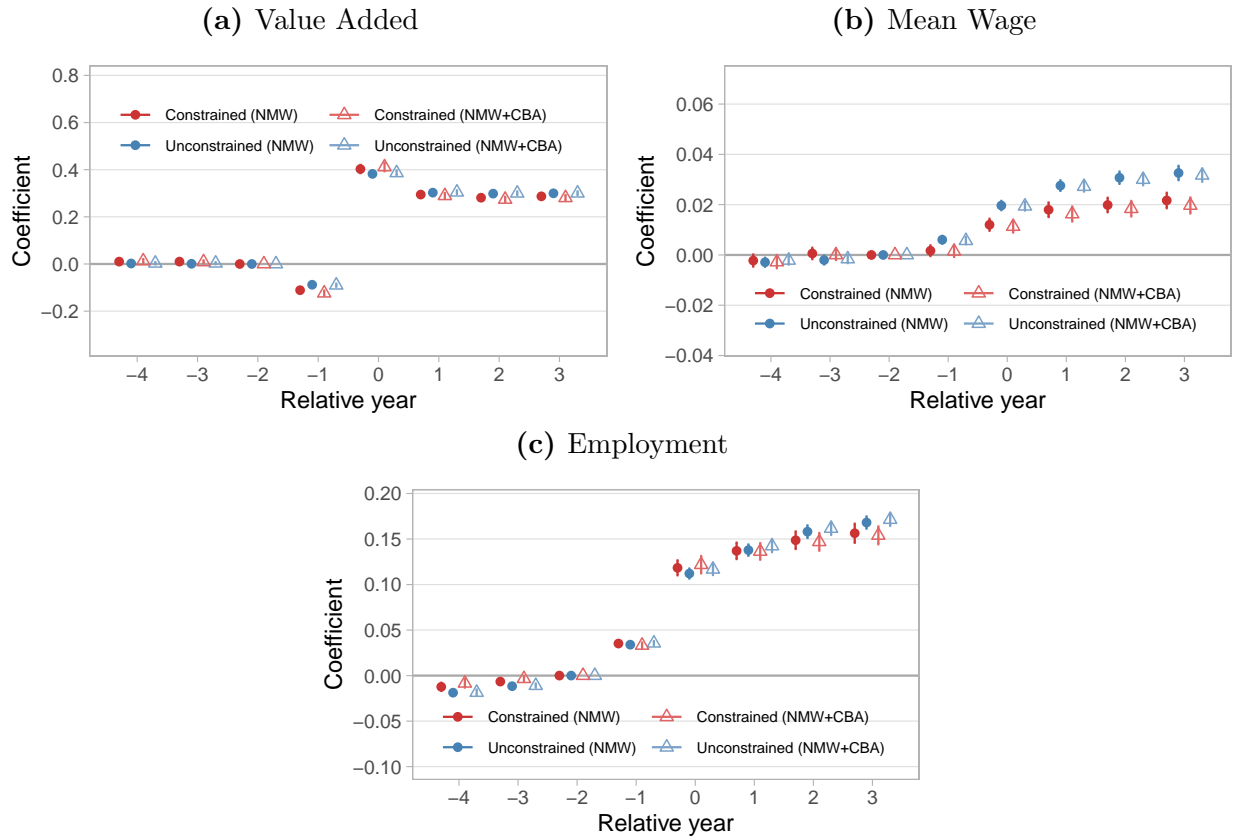 (a) Value Added
0.8
0.6
0.4
0.2
0.0
−0.2
Coefficient
Constrained (NMW) Constrained (NMW+CBA)
Unconstrained (NMW) Unconstrained (NMW+CBA)
−4 −3 −2 −1 0 1 2 3
Relative year
(b) Mean Wage
0.06
0.04
0.02
0.00
−0.02
−0.04
Coefficient
Constrained (NMW) Constrained (NMW+CBA)
Unconstrained (NMW) Unconstrained (NMW+CBA)
−4 −3 −2 −1 0 1 2 3
Relative year
(c) Employment
0.20
0.15
0.10
0.05
0.00
−0.05
−0.10
Coefficient
Constrained (NMW) Constrained (NMW+CBA)
Unconstrained (NMW) Unconstrained (NMW+CBA)
−4 −3 −2 −1 0 1 2 3
Relative year